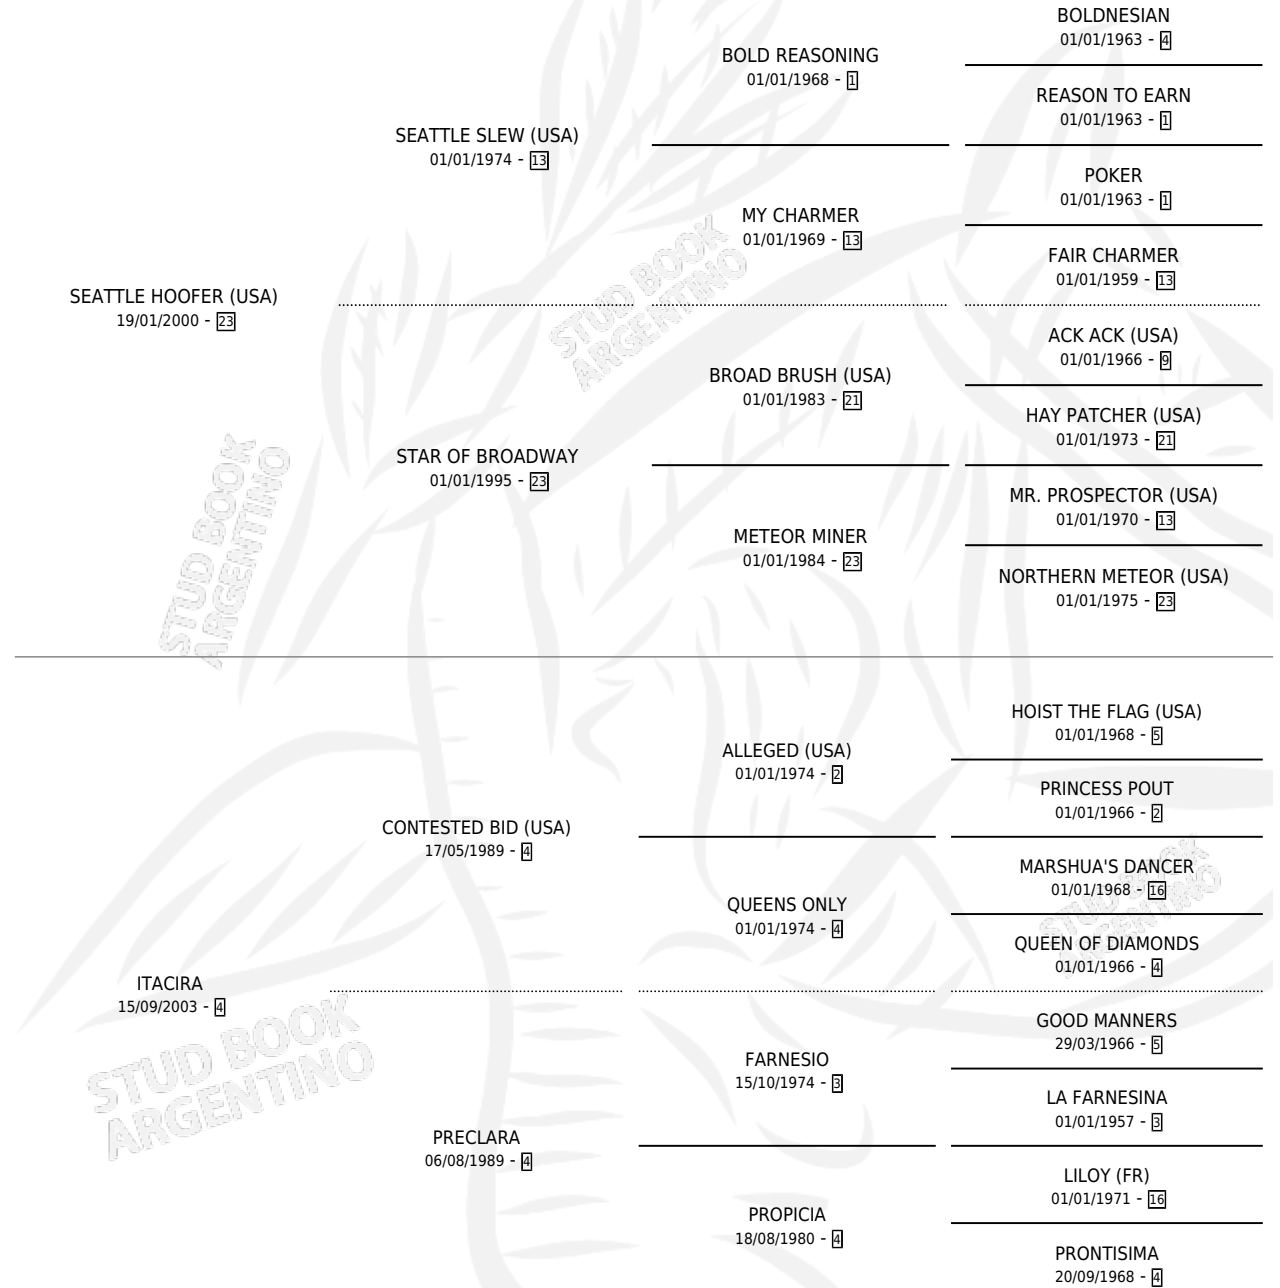 BOLDNESIAN
01/01/1963 - 4
BOLD REASONING
01/01/1968 - 1
REASON TO EARN
01/01/1963 - 1
SEATTLE SLEW (USA)
01/01/1974 - 13
POKER
01/01/1963 - 1
MY CHARMER
01/01/1969 - 13
FAIR CHARMER
01/01/1959 - 13
SEATTLE HOOFER (USA)
19/01/2000 - 23
STUD BOOK
ARGENTINO
ACK ACK (USA)
01/01/1966 - 9
BROAD BRUSH (USA)
01/01/1983 - 21
HAY PATCHER (USA)
01/01/1973 - 21
STAR OF BROADWAY
01/01/1995 - 23
MR. PROSPECTOR (USA)
01/01/1970 - 13
METEOR MINER
01/01/1984 - 23
NORTHERN METEOR (USA)
01/01/1975 - 23
STUD BOOK
ARGENTINO
HOIST THE FLAG (USA)
01/01/1968 - 5
ALLEGED (USA)
01/01/1974 - 2
PRINCESS POUT
01/01/1966 - 2
CONTESTED BID (USA)
17/05/1989 - 4
MARSHUA'S DANCER
01/01/1968 - 16
QUEENS ONLY
01/01/1974 - 4
QUEEN OF DIAMONDS
01/01/1966 - 4
STUD BOOK
ARGENTINO
ITACIRA
15/09/2003 - 4
GOOD MANNERS
29/03/1966 - 5
FARNESIO
15/10/1974 - 3
LA FARNESINA
01/01/1957 - 3
STUD BOOK
ARGENTINO
PRECLARA
06/08/1989 - 4
LILOY (FR)
01/01/1971 - 16
PROPICIA
18/08/1980 - 4
PRONTISIMA
20/09/1968 - 4